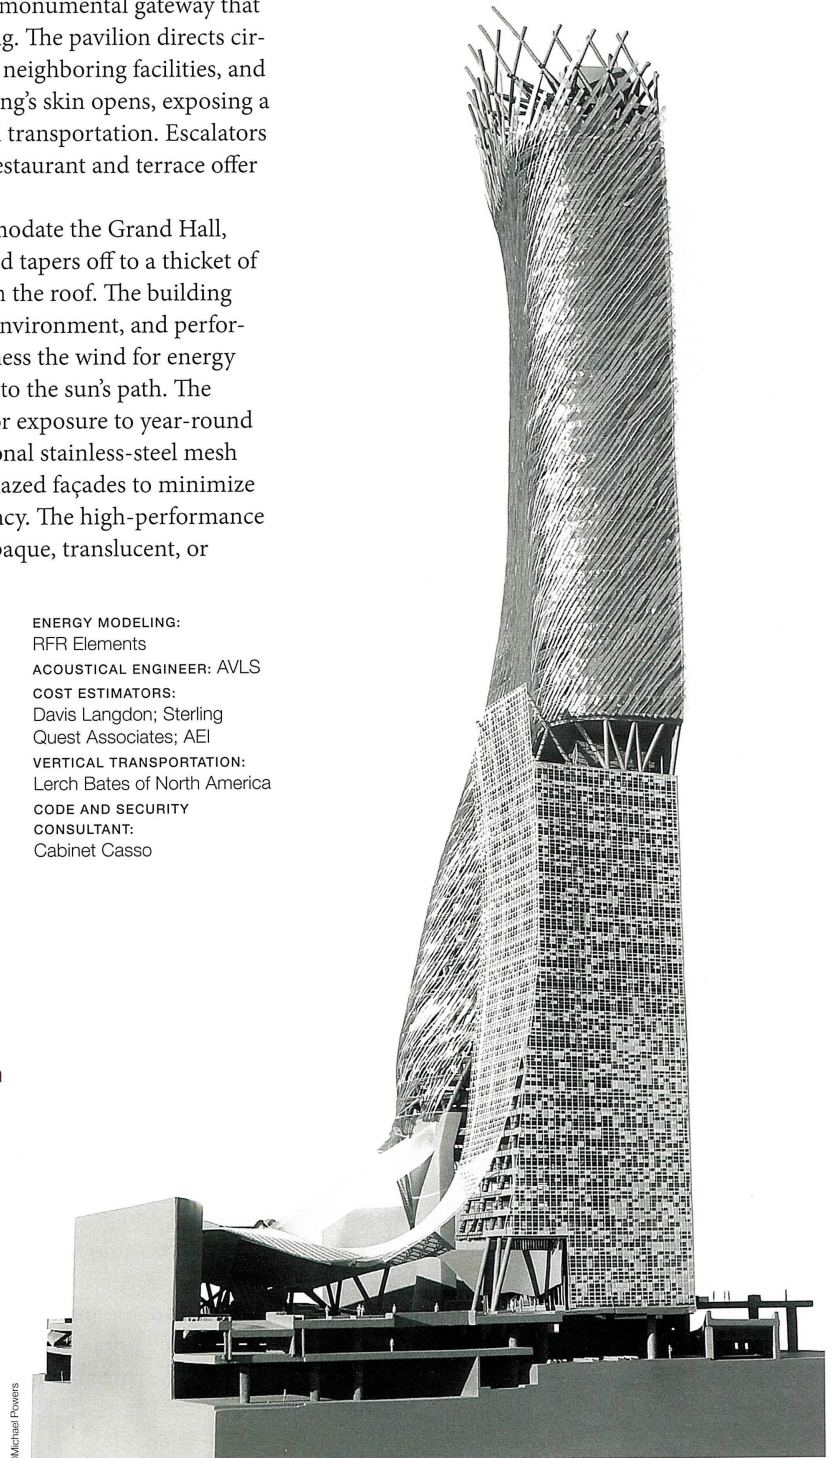 monumental gateway that
g. The pavilion directs cir-
neighboring facilities, and
ng’s skin opens, exposing a
transportation. Escalators
estaurant and terrace offer
nodate the Grand Hall,
d tapers off to a thicket of
the roof. The building
nvironment, and perfor-
ness the wind for energy
to the sun’s path. The
r exposure to year-round
onal stainless-steel mesh
lazed façades to minimize
ncy. The high-performance
paque, translucent, or
ENERGY MODELING:
RFR Elements
ACOUSTICAL ENGINEER: AVLS
COST ESTIMATORS:
Davis Langdon; Sterling
Quest Associates; AEI
VERTICAL TRANSPORTATION:
Lerch Bates of North America
CODE AND SECURITY
CONSULTANT:
Cabinet Casso
Michael Powers